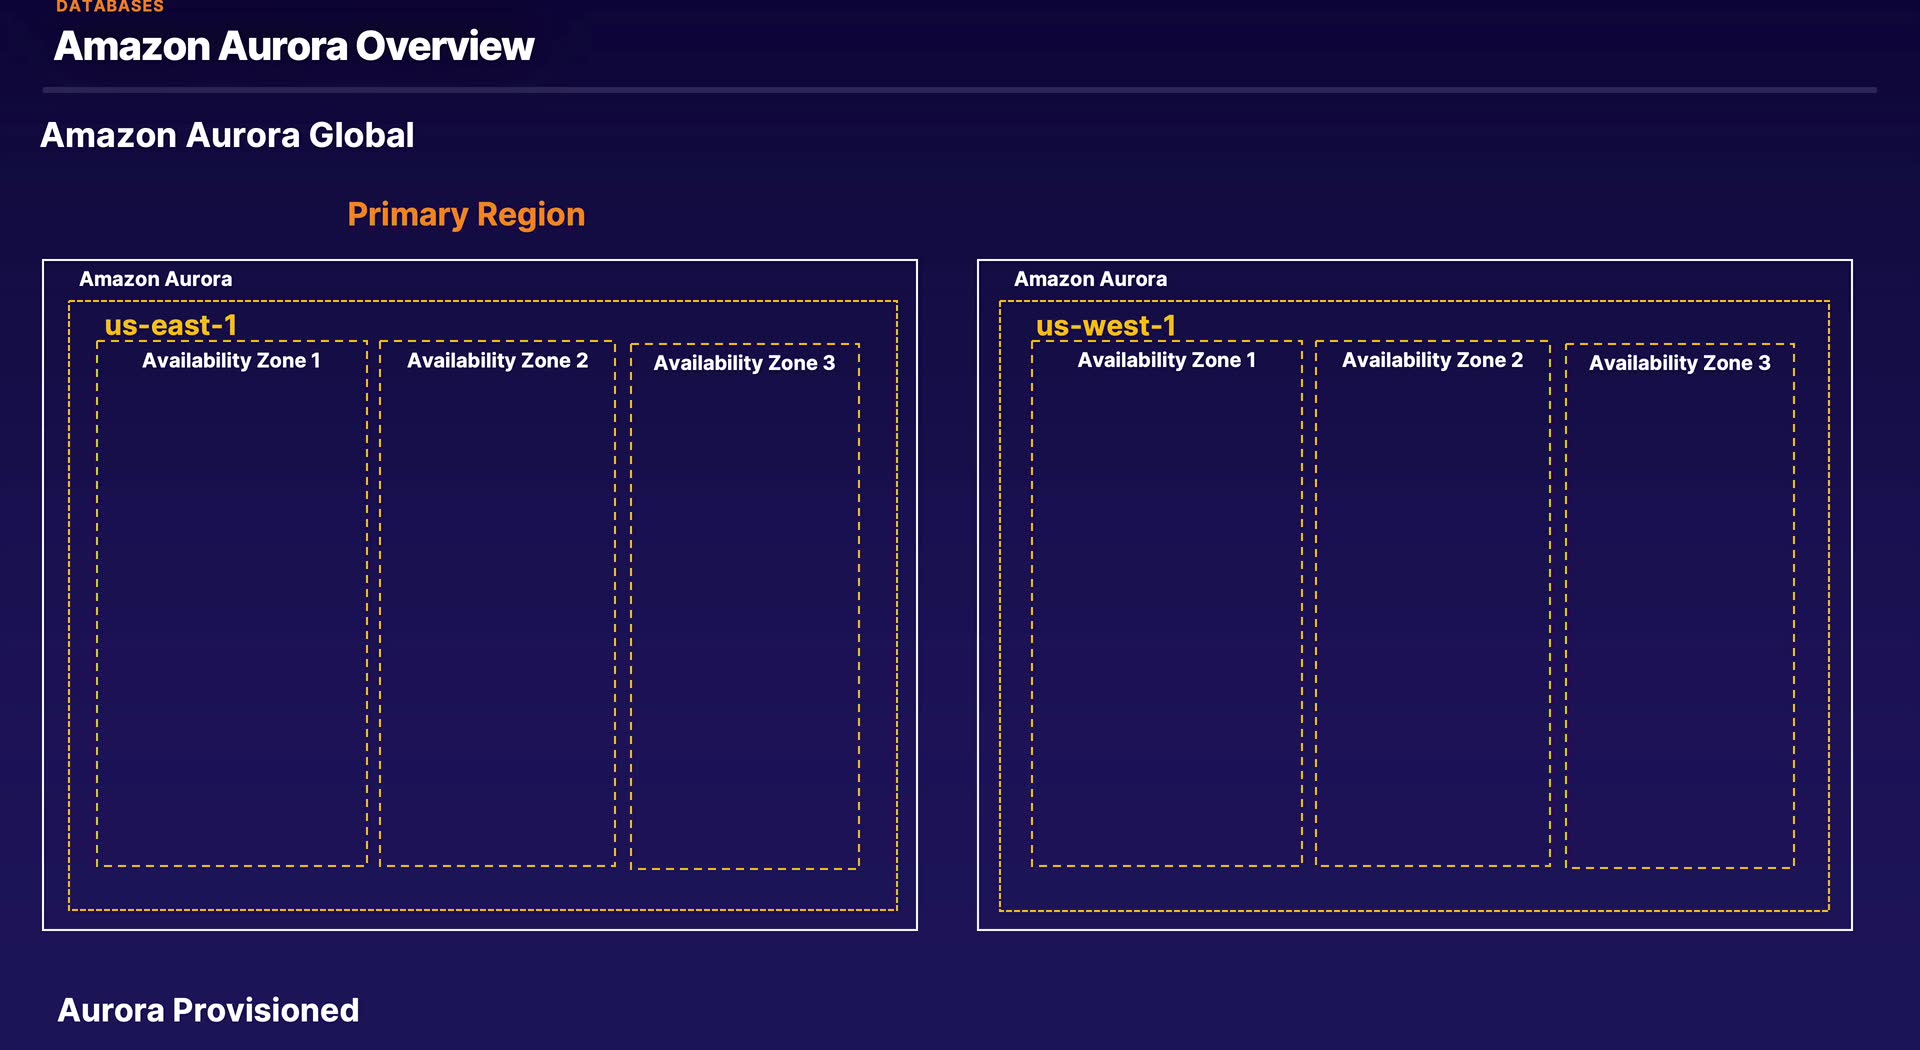 DATABASES
Amazon Aurora Overview
Amazon Aurora Global
Primary Region
Amazon Aurora
us-east-1
Availability Zone 1
Availability Zone 2
Availability Zone 3
Amazon Aurora
us-west-1
Availability Zone 1
Availability Zone 2
Availability Zone 3
Aurora Provisioned